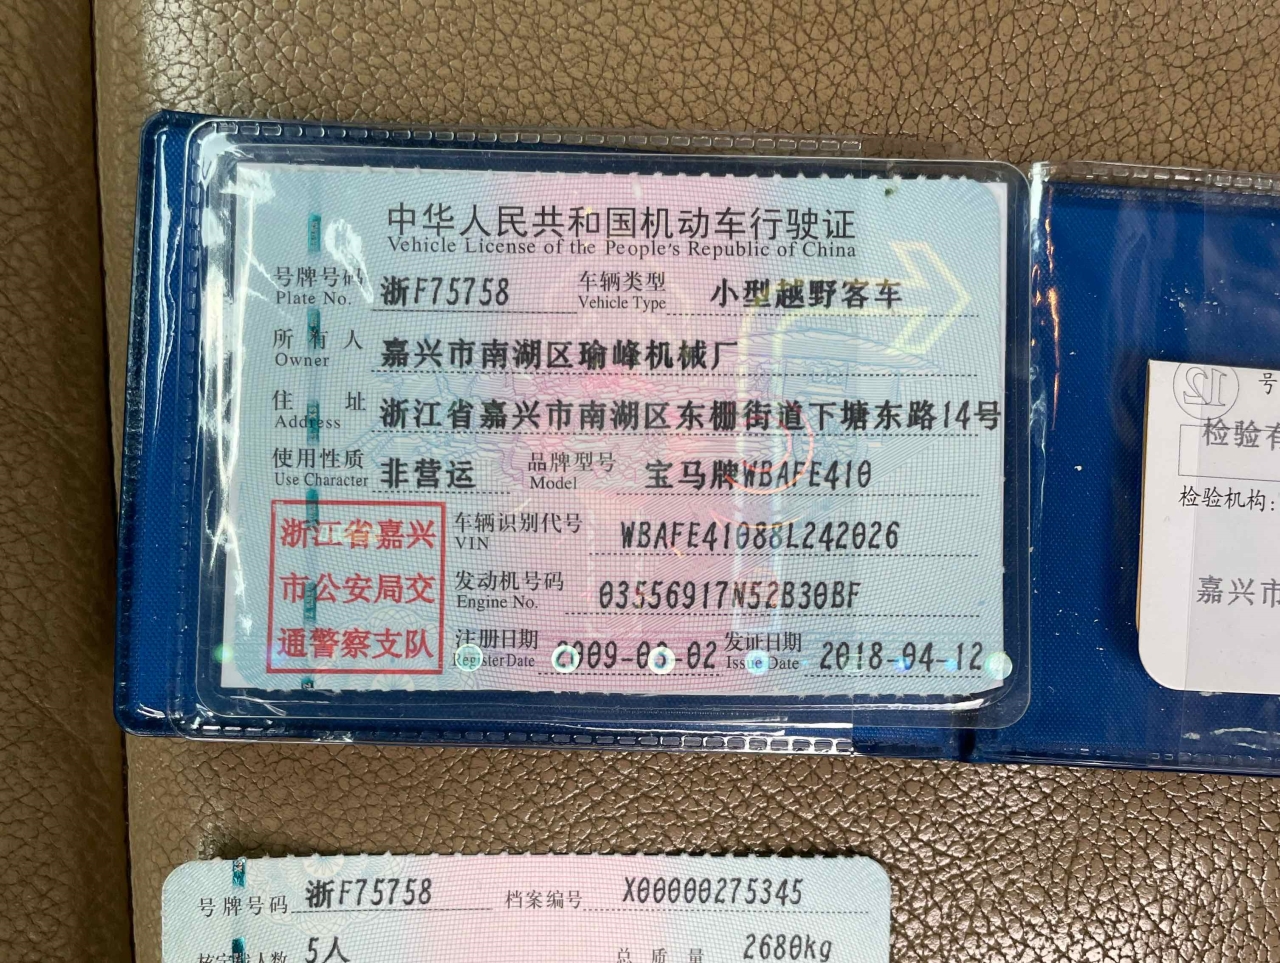 中华人民共和国机动车行驶证
Vehicle License of the People's Republic of China
号牌号码 浙F75758 车辆类型 小型越野客车
Plate No. Vehicle Type
所有人 嘉兴市南湖区瑜峰机械厂
Owner
住址 浙江省嘉兴市南湖区东栅街道下塘东路14号
Address
使用性质 非营运 品牌型号 宝马牌WBAFE410
Use Character Model
浙江省嘉兴
市公安局交
通警察支队
车辆识别代号 WBAFE41088L242026
VIN
发动机号码 03556917N52B30BF
Engine No.
注册日期 发证日期 2018-04-12
Register Date Issue Date
号
检验有
检验机构:
嘉兴市
号牌号码 浙F75758 档案编号 X00000275345
5人 总质量 2680kg